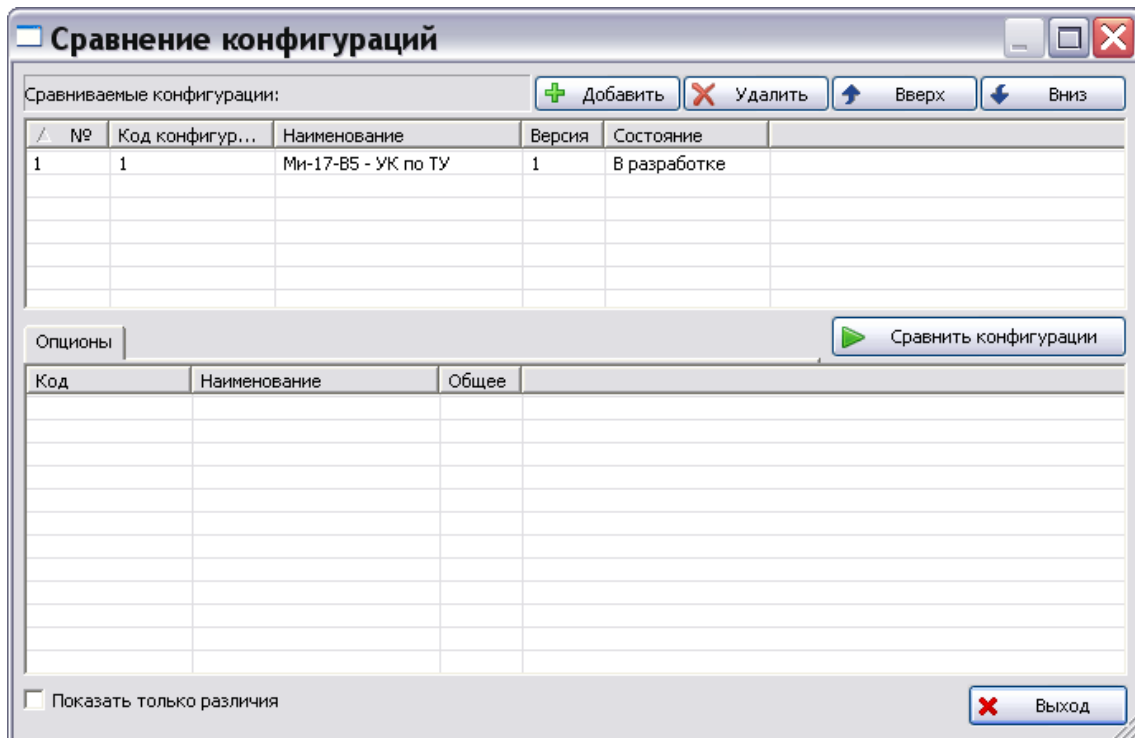 Сравнение конфигураций
Сравниваемые конфигурации: Добавить Удалить Вверх Вниз
№ Код конфигур... Наименование Версия Состояние
1 1 Ми-17-В5 - УК по ТУ 1 В разработке
Опционы Сравнить конфигурации
Код Наименование Общее
Показать только различия Выход